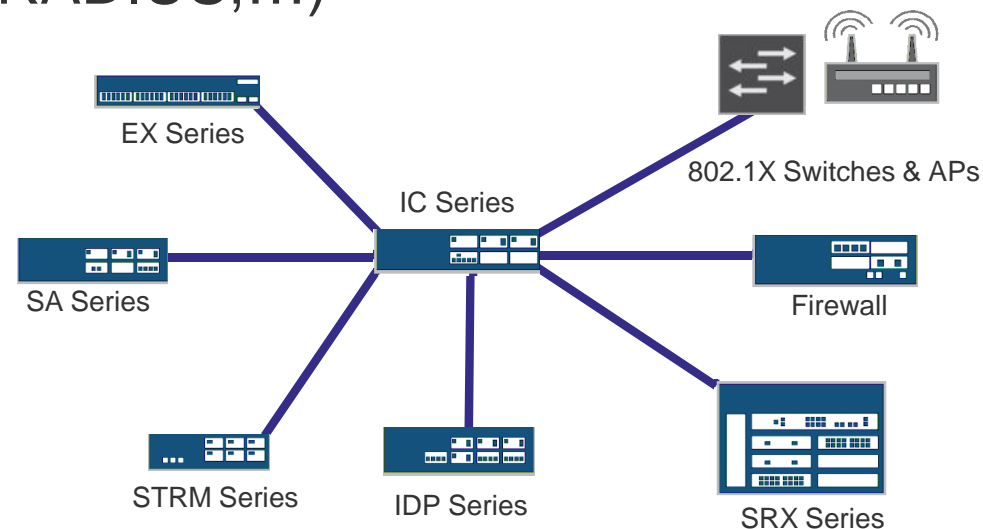 EX Series
802.1X Switches & APs
IC Series
SA Series
Firewall
STRM Series
IDP Series
SRX Series